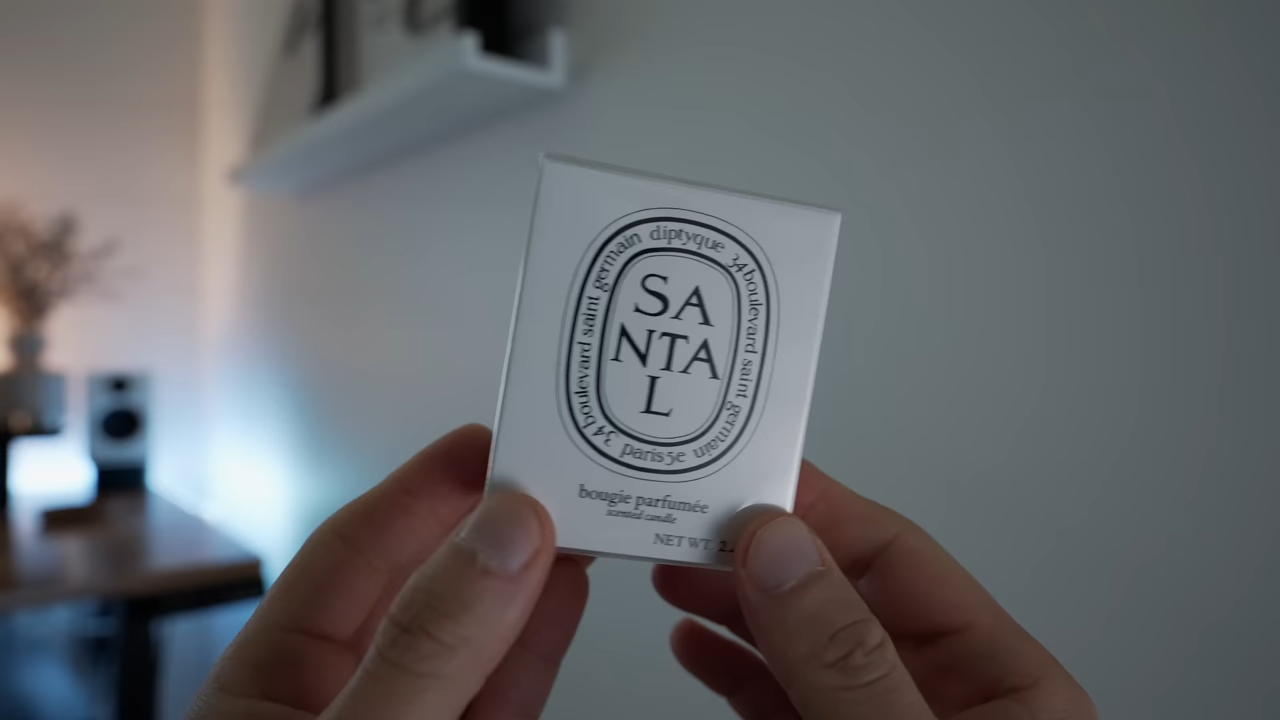 diptyque 34 boulevard saint germain paris 5e 34 boulevard saint germain
SA
NTA
L
bougie parfumée
scented candle
NET WT. 2.